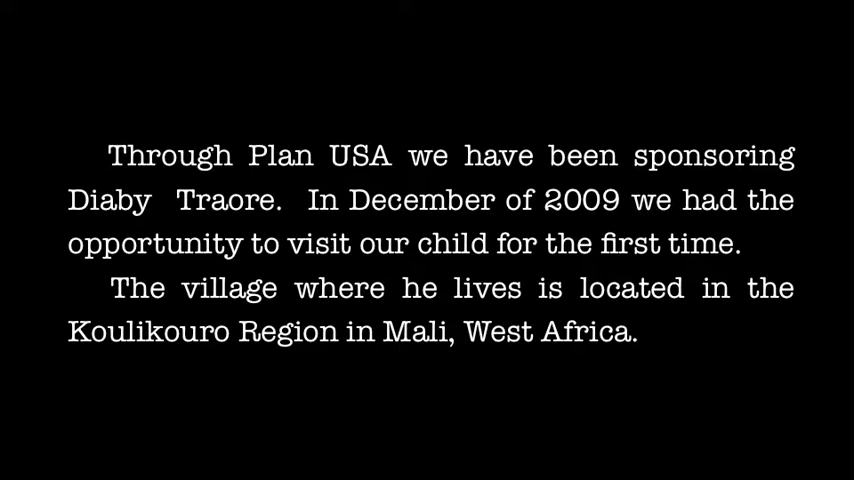 Through Plan USA we have been sponsoring
Diaby Traore. In December of 2009 we had the
opportunity to visit our child for the first time.
The village where he lives is located in the
Koulikouro Region in Mali, West Africa.